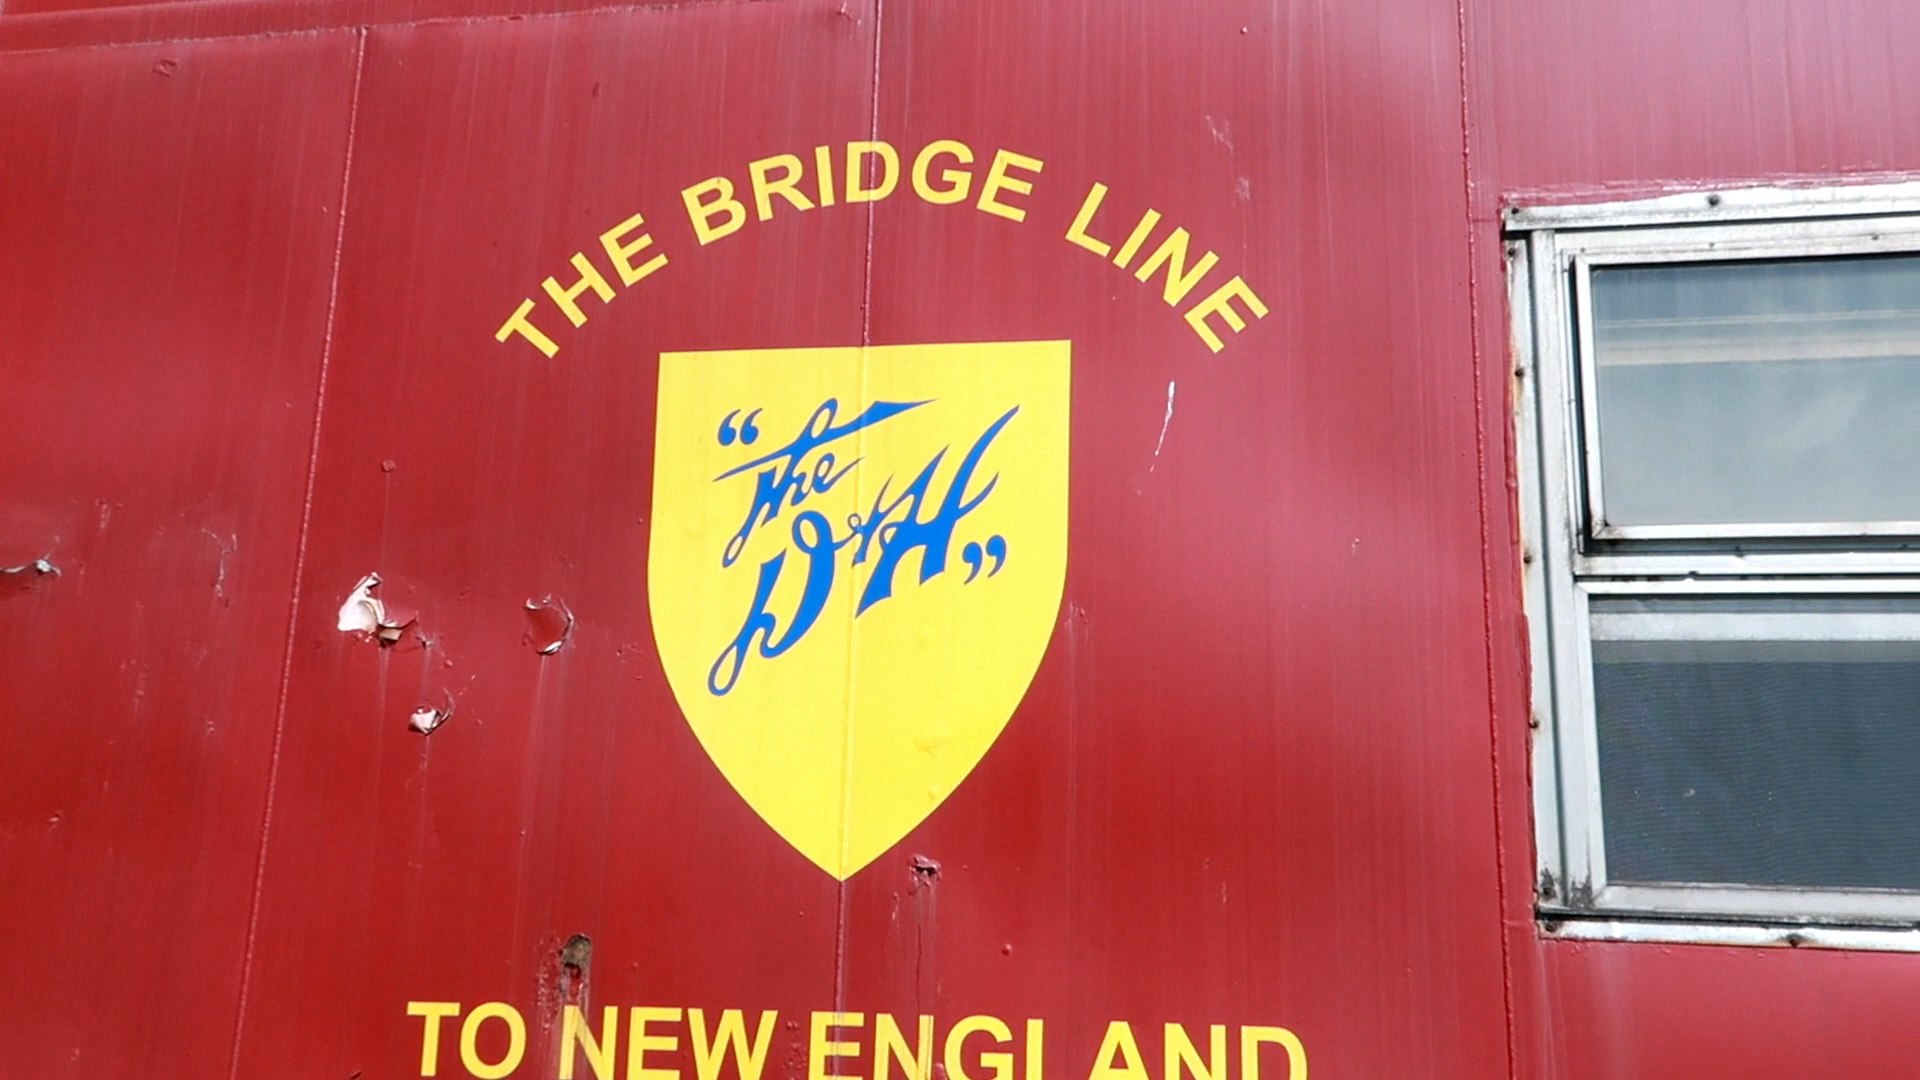 THE BRIDGE LINE
“The
D&H”
TO NEW ENGLAND